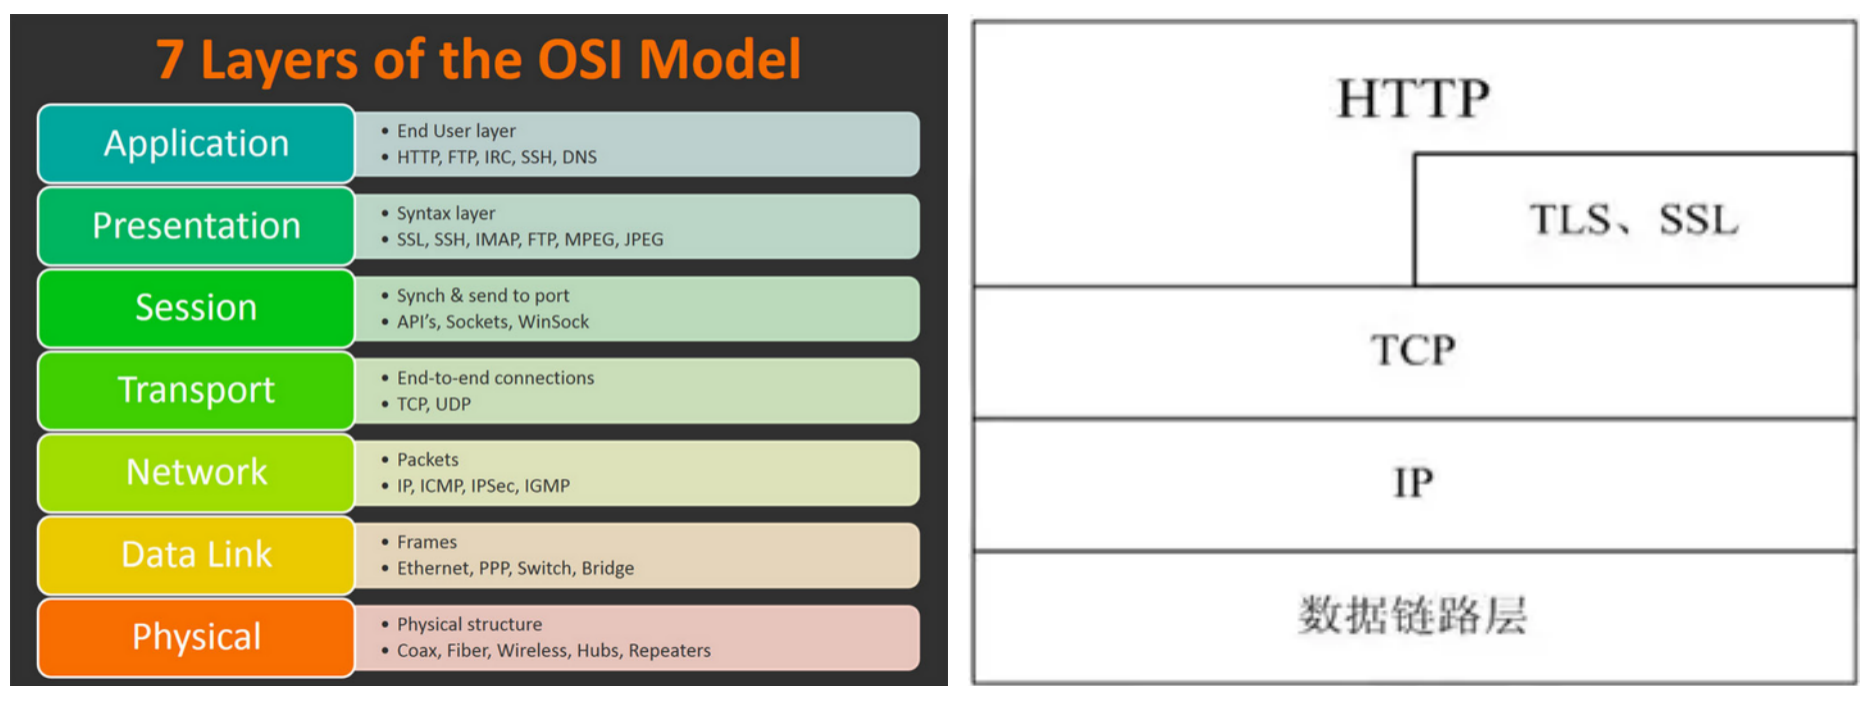 7 Layers of the OSI Model
Application
• End User layer
• HTTP, FTP, IRC, SSH, DNS
Presentation
• Syntax layer
• SSL, SSH, IMAP, FTP, MPEG, JPEG
Session
• Synch & send to port
• API's, Sockets, WinSock
Transport
• End-to-end connections
• TCP, UDP
Network
• Packets
• IP, ICMP, IPSec, IGMP
Data Link
• Frames
• Ethernet, PPP, Switch, Bridge
Physical
• Physical structure
• Coax, Fiber, Wireless, Hubs, Repeaters
HTTP
TLS、SSL
TCP
IP
数据链路层